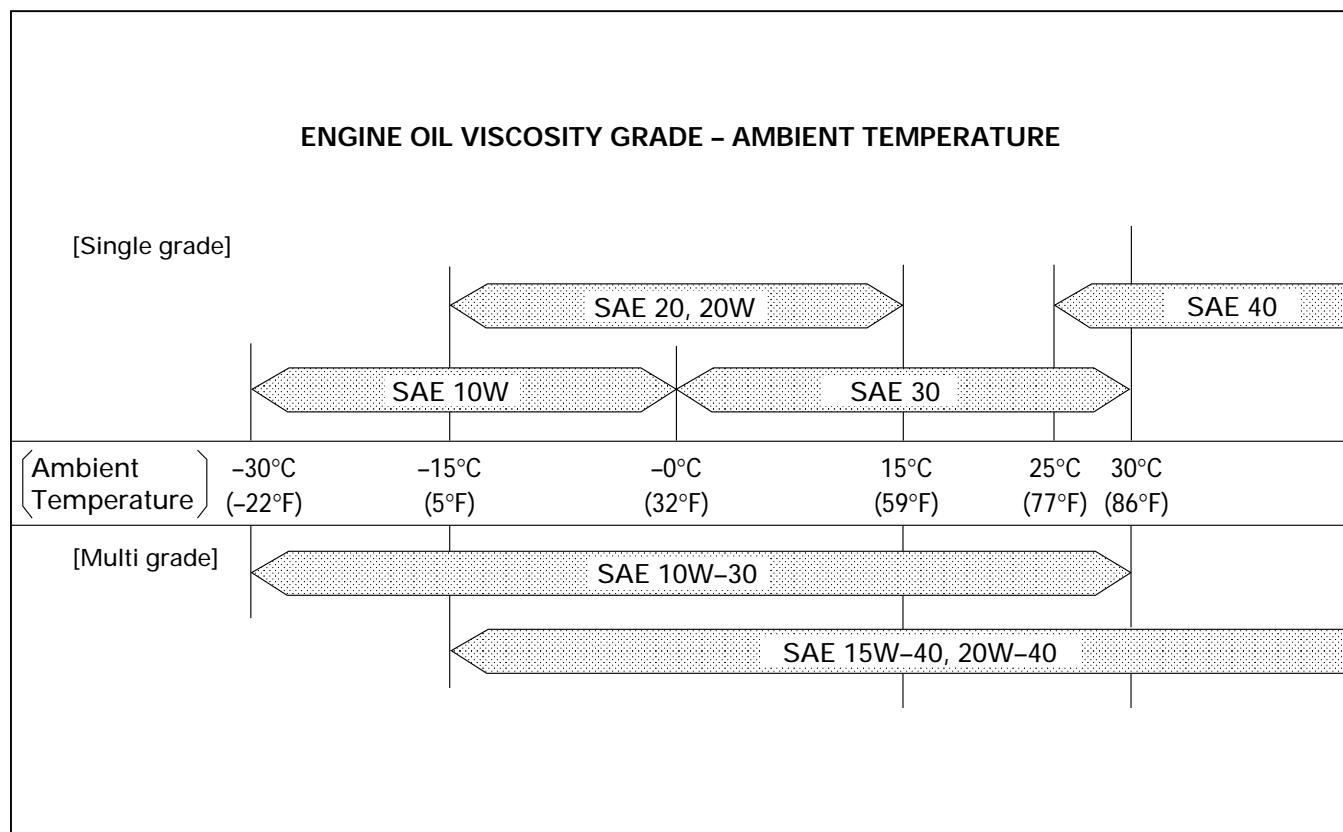 ENGINE OIL VISCOSITY GRADE – AMBIENT TEMPERATURE
[Single grade]
SAE 20, 20W
SAE 40
SAE 10W
SAE 30
Ambient Temperature
–30°C –15°C –0°C 15°C 25°C 30°C
(–22°F) (5°F) (32°F) (59°F) (77°F) (86°F)
[Multi grade]
SAE 10W–30
SAE 15W–40, 20W–40